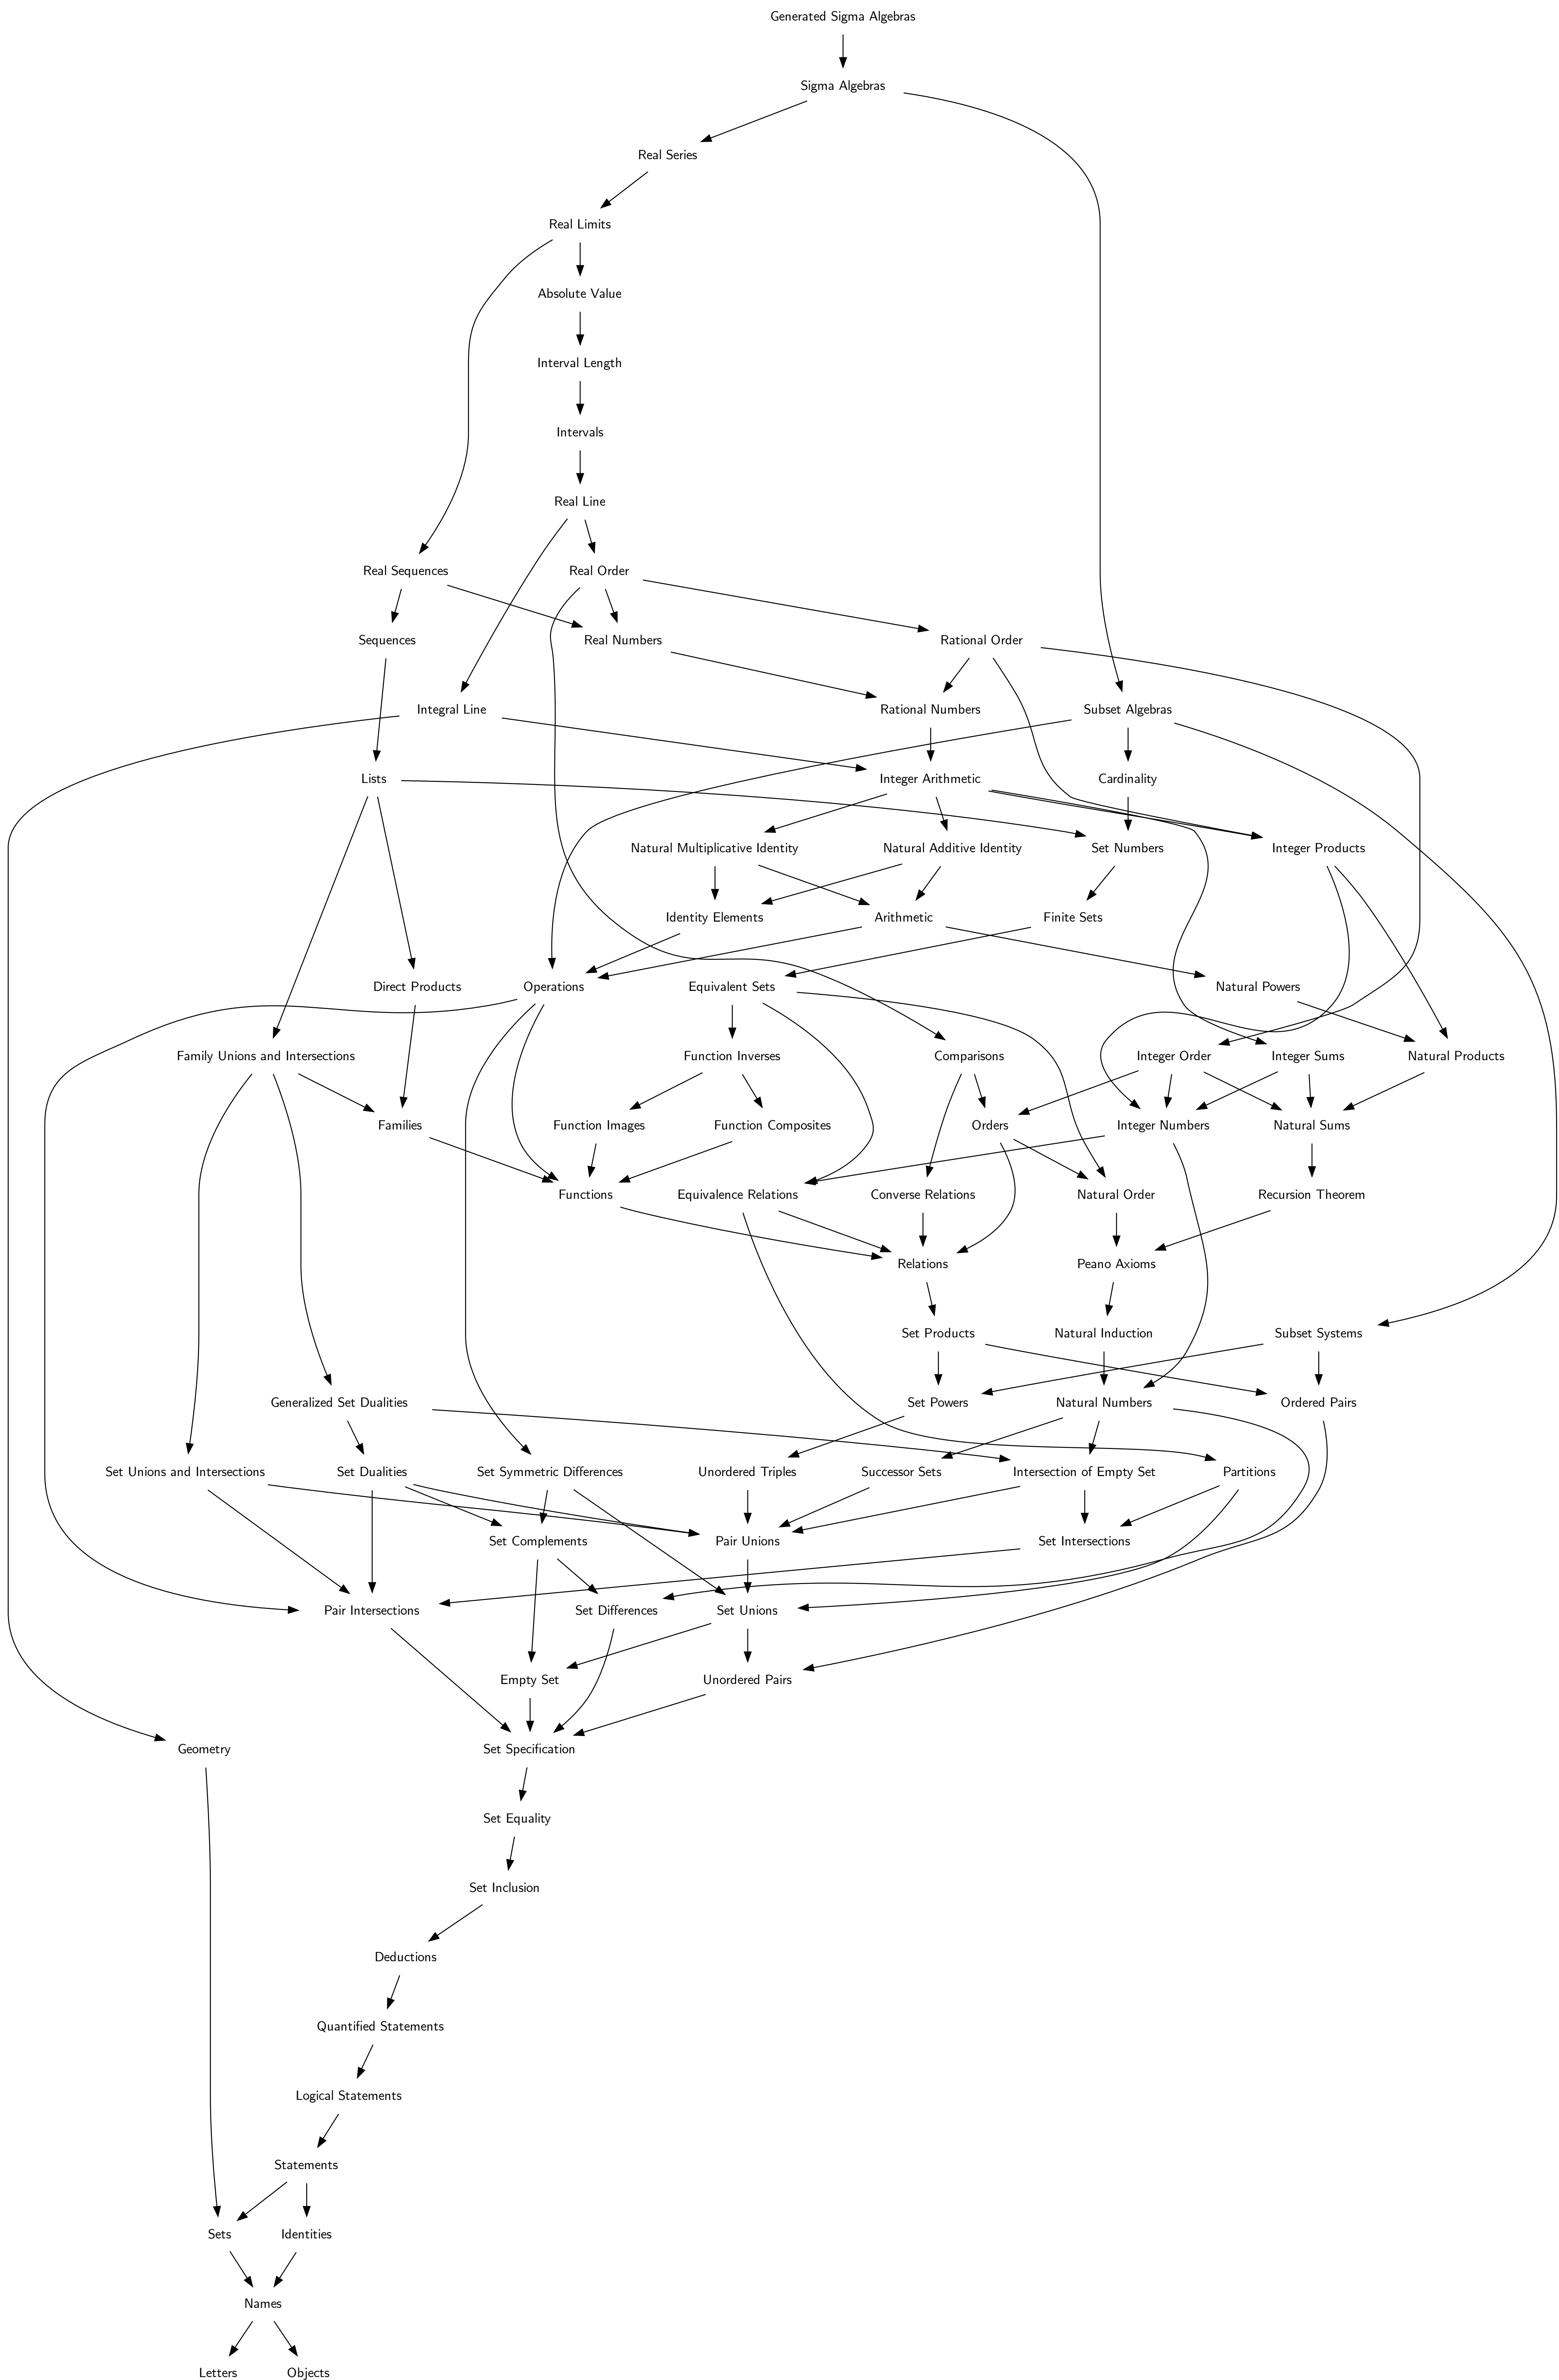 Generated Sigma Algebras
Sigma Algebras
Real Series
Real Limits
Absolute Value
Interval Length
Intervals
Real Line
Real Sequences
Real Order
Sequences
Real Numbers
Rational Order
Integral Line
Rational Numbers
Subset Algebras
Lists
Integer Arithmetic
Cardinality
Natural Multiplicative Identity
Natural Additive Identity
Set Numbers
Integer Products
Identity Elements
Arithmetic
Finite Sets
Direct Products
Operations
Equivalent Sets
Natural Powers
Family Unions and Intersections
Function Inverses
Comparisons
Integer Order
Integer Sums
Natural Products
Families
Function Images
Function Composites
Orders
Integer Numbers
Natural Sums
Functions
Equivalence Relations
Converse Relations
Natural Order
Recursion Theorem
Relations
Peano Axioms
Set Products
Natural Induction
Subset Systems
Generalized Set Dualities
Set Powers
Natural Numbers
Ordered Pairs
Set Unions and Intersections
Set Dualities
Set Symmetric Differences
Unordered Triples
Successor Sets
Intersection of Empty Set
Partitions
Set Complements
Pair Unions
Set Intersections
Pair Intersections
Set Differences
Set Unions
Empty Set
Unordered Pairs
Geometry
Set Specification
Set Equality
Set Inclusion
Deductions
Quantified Statements
Logical Statements
Statements
Sets
Identities
Names
Letters
Objects